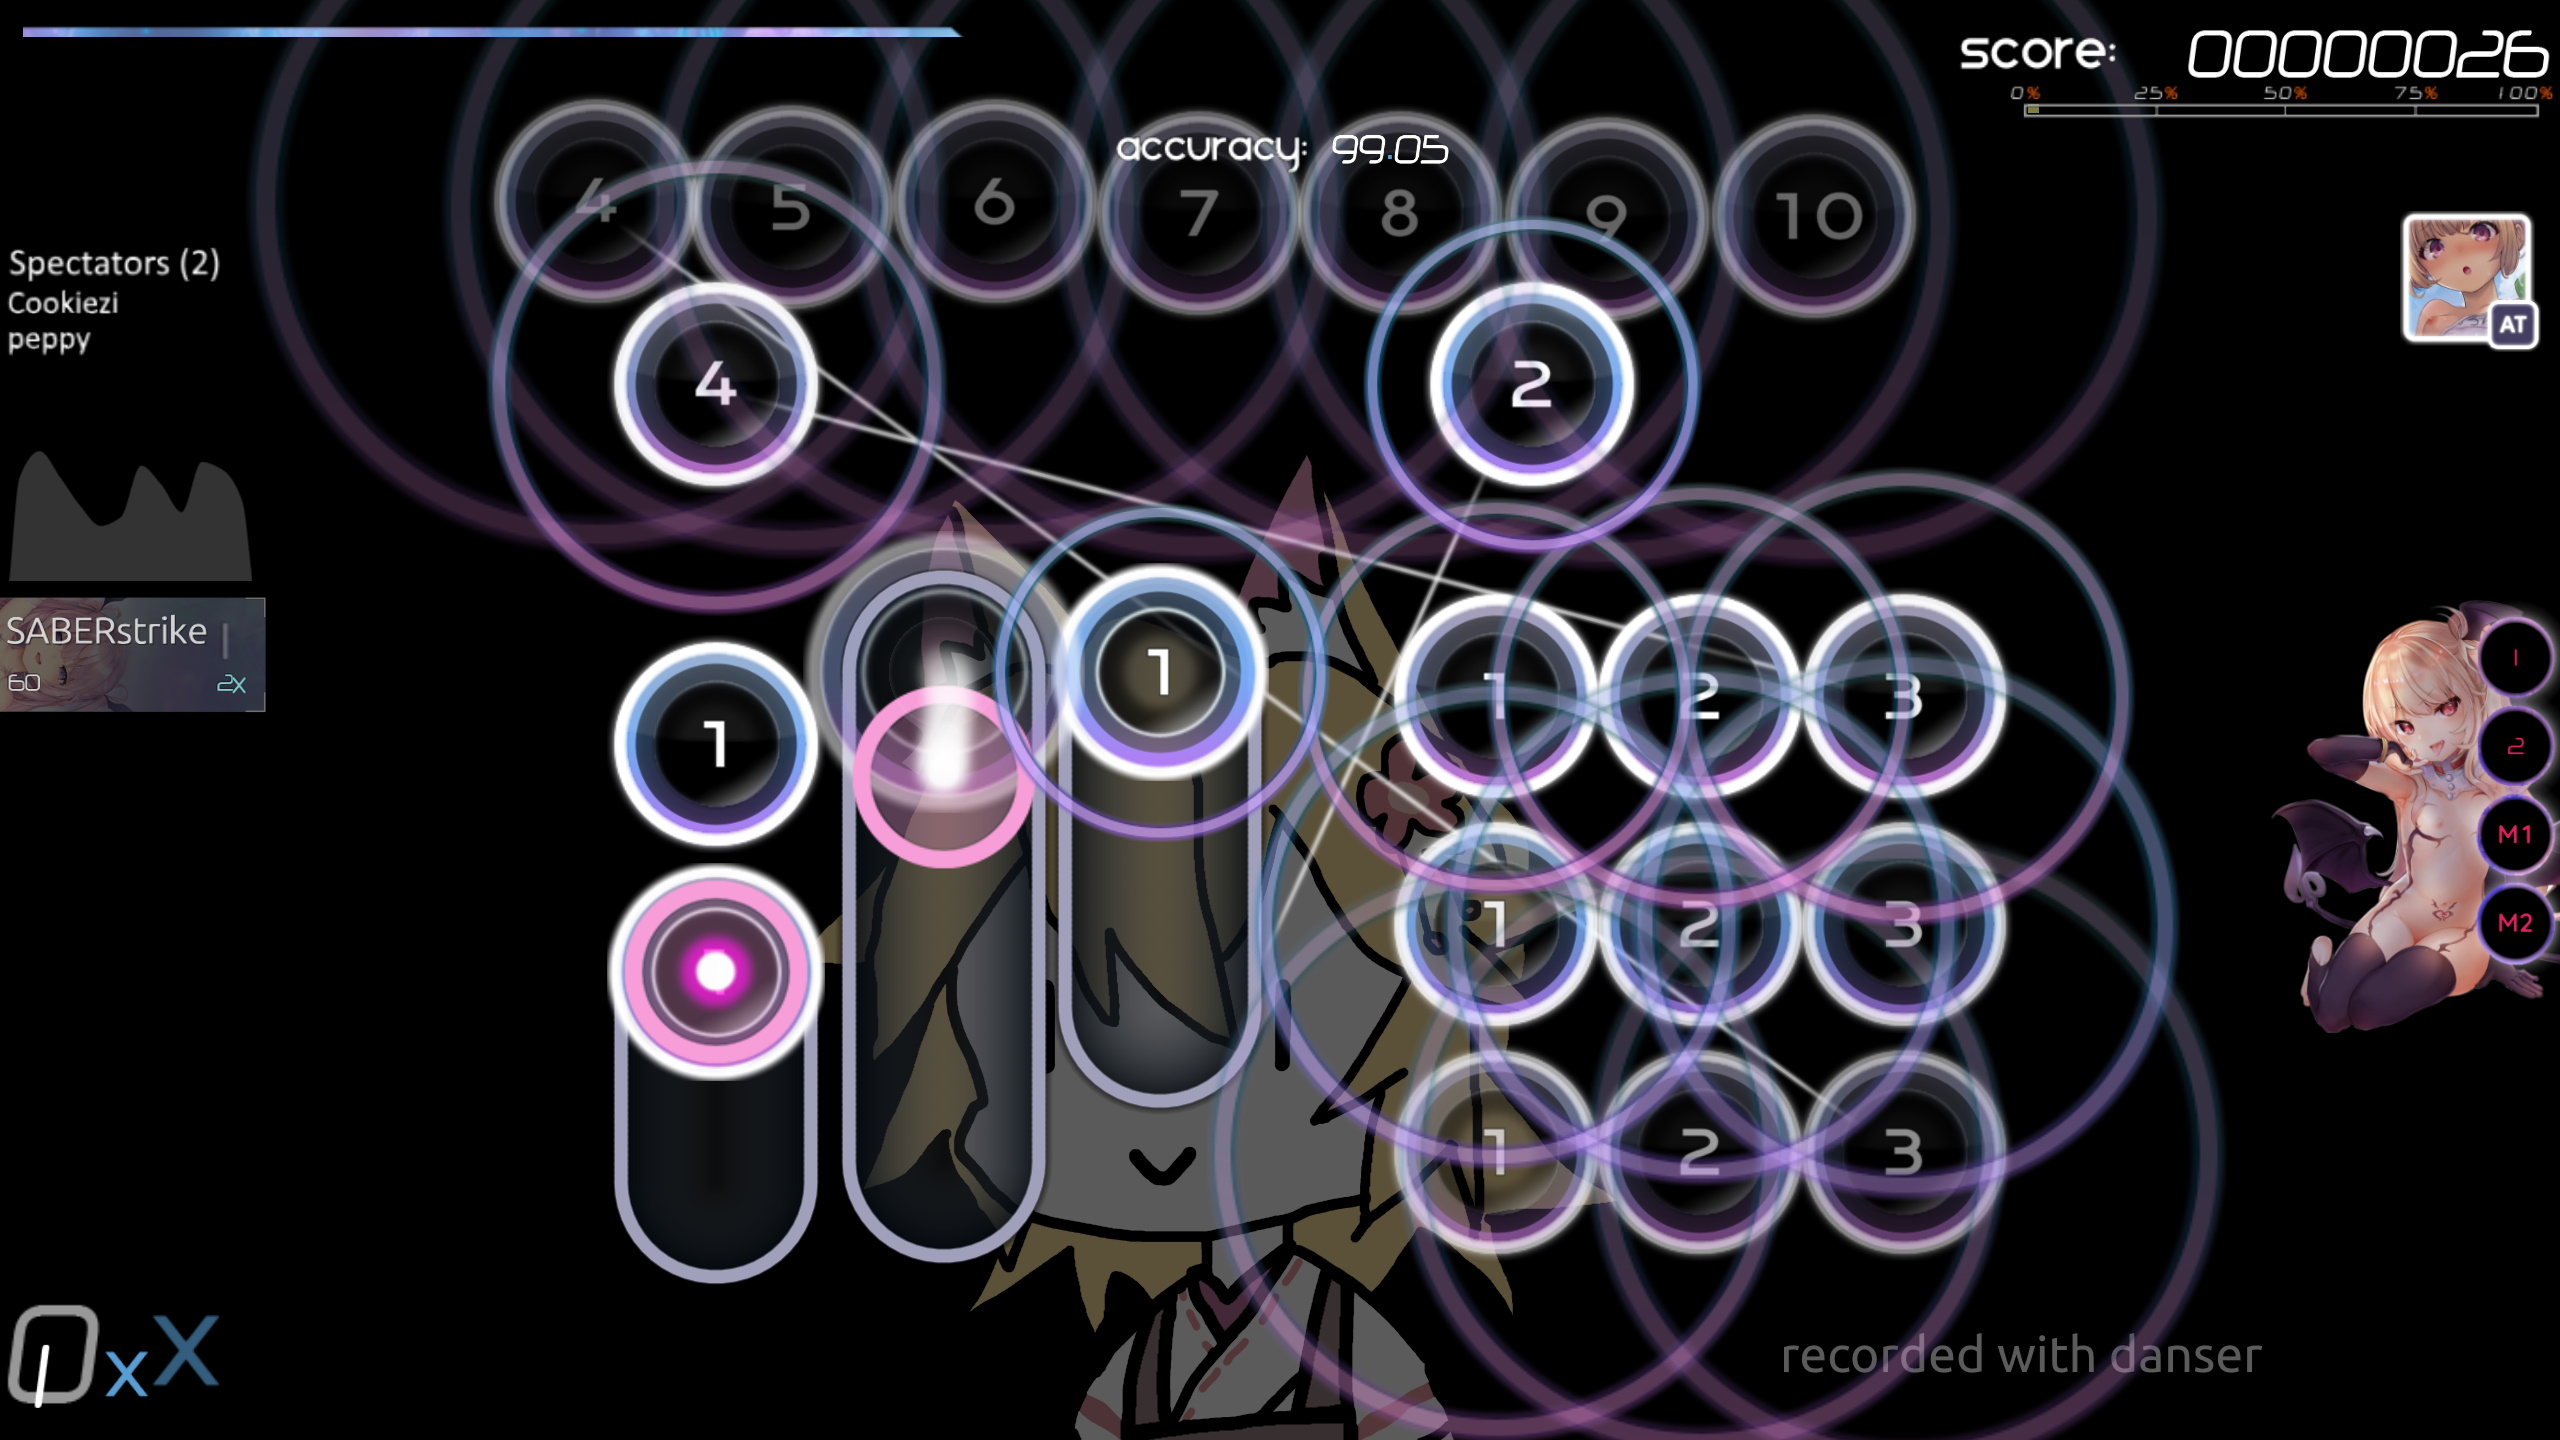 score: 00000026
0% 25% 50% 75% 100%
accuracy: 99.05
4 5 6 7 8 9 10
Spectators (2)
Cookiezi
peppy
AT
4 2
SABERstrike
60 2x
1 1 1 2 3
1
2
M1
M2
1 2 3
1 2 3
0xX
recorded with danser